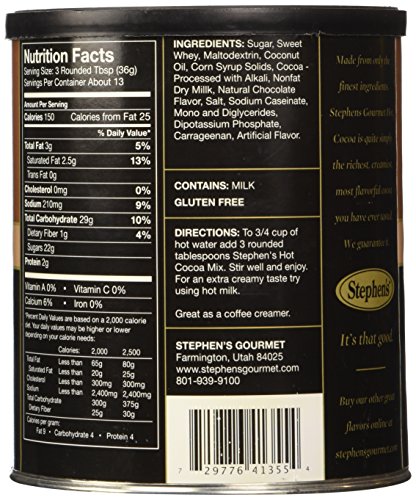 Nutrition Facts
Serving Size: 3 Rounded Tbsp (36g)
Servings Per Container About 13
Amount Per Serving
Calories 150 Calories from Fat 25
% Daily Value*
Total Fat 3g 5%
Saturated Fat 2.5g 13%
Trans Fat 0g
Cholesterol 0mg 0%
Sodium 210mg 9%
Total Carbohydrate 29g 10%
Dietary Fiber 1g 4%
Sugars 22g
Protein 2g
Vitamin A 0% • Vitamin C 0%
Calcium 6% • Iron 0%
*Percent Daily Values are based on a 2,000 calorie
diet. Your daily values may be higher or lower
depending on your calorie needs:
Calories: 2,000 2,500
Total Fat Less than 65g 80g
Saturated Fat Less than 20g 25g
Cholesterol Less than 300mg 300mg
Sodium Less than 2,400mg 2,400mg
Total Carbohydrate 300g 375g
Dietary Fiber 25g 30g
Calories per gram:
Fat 9 • Carbohydrate 4 • Protein 4
INGREDIENTS: Sugar, Sweet
Whey, Maltodextrin, Coconut
Oil, Corn Syrup Solids, Cocoa -
Processed with Alkali, Nonfat
Dry Millk, Natural Chocolate
Flavor, Salt, Sodium Caseinate,
Mono and Diglycerides,
Dipotassium Phosphate,
Carrageenan, Artificial Flavor.
CONTAINS: MILK
GLUTEN FREE
DIRECTIONS: To 3/4 cup of
hot water add 3 rounded
tablespoons Stephen's Hot
Cocoa Mix. Stir well and enjoy.
For an extra creamy taste try
using hot milk.
Great as a coffee creamer.
STEPHEN'S GOURMET
Farmington, Utah 84025
www.stephensgourmet.com
801-939-9100
7 29776 41355 4
Made from only the
finest ingredients.
Stephens Gourmet
Cocoa is quite simply
the richest, creamiest
most flavorful cocoa
you have ever tasted.
We guarantee it.
Stephen's
It's that good.
Buy our other great
flavors online at
stephensgourmet.com